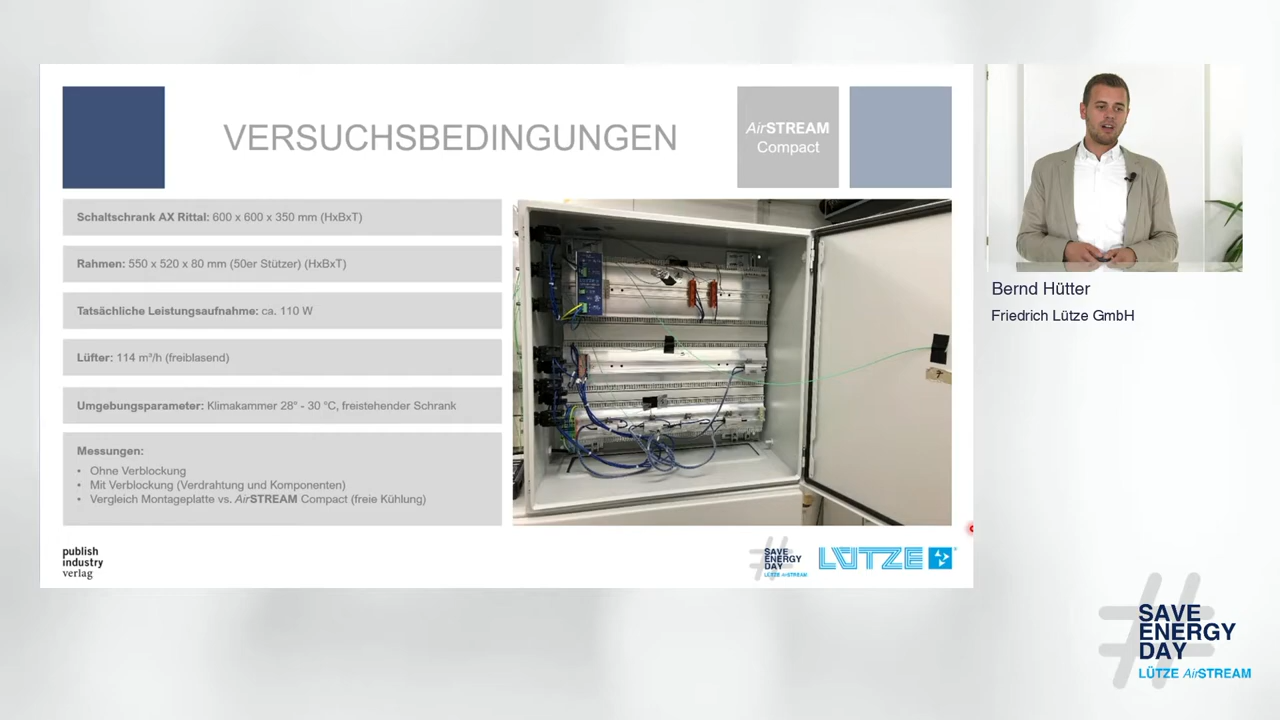 VERSUCHSBEDINGUNGEN
AirSTREAM
Compact
Schaltschrank AX Rittal: 600 x 600 x 350 mm (HxBxT)
Rahmen: 550 x 520 x 80 mm (50er Stützer) (HxBxT)
Tatsächliche Leistungsaufnahme: ca. 110 W
Lüfter: 114 m³/h (freiblasend)
Umgebungsparameter: Klimakammer 28° - 30 °C, freistehender Schrank
Messungen:
• Ohne Verblockung
• Mit Verblockung (Verdrahtung und Komponenten)
• Vergleich Montageplatte vs. AirSTREAM Compact (freie Kühlung)
publish
industry
verlag
SAVE
ENERGY
DAY
LÜTZE AirSTREAM
LÜTZE
Bernd Hütter
Friedrich Lütze GmbH
SAVE
ENERGY
DAY
LÜTZE AirSTREAM